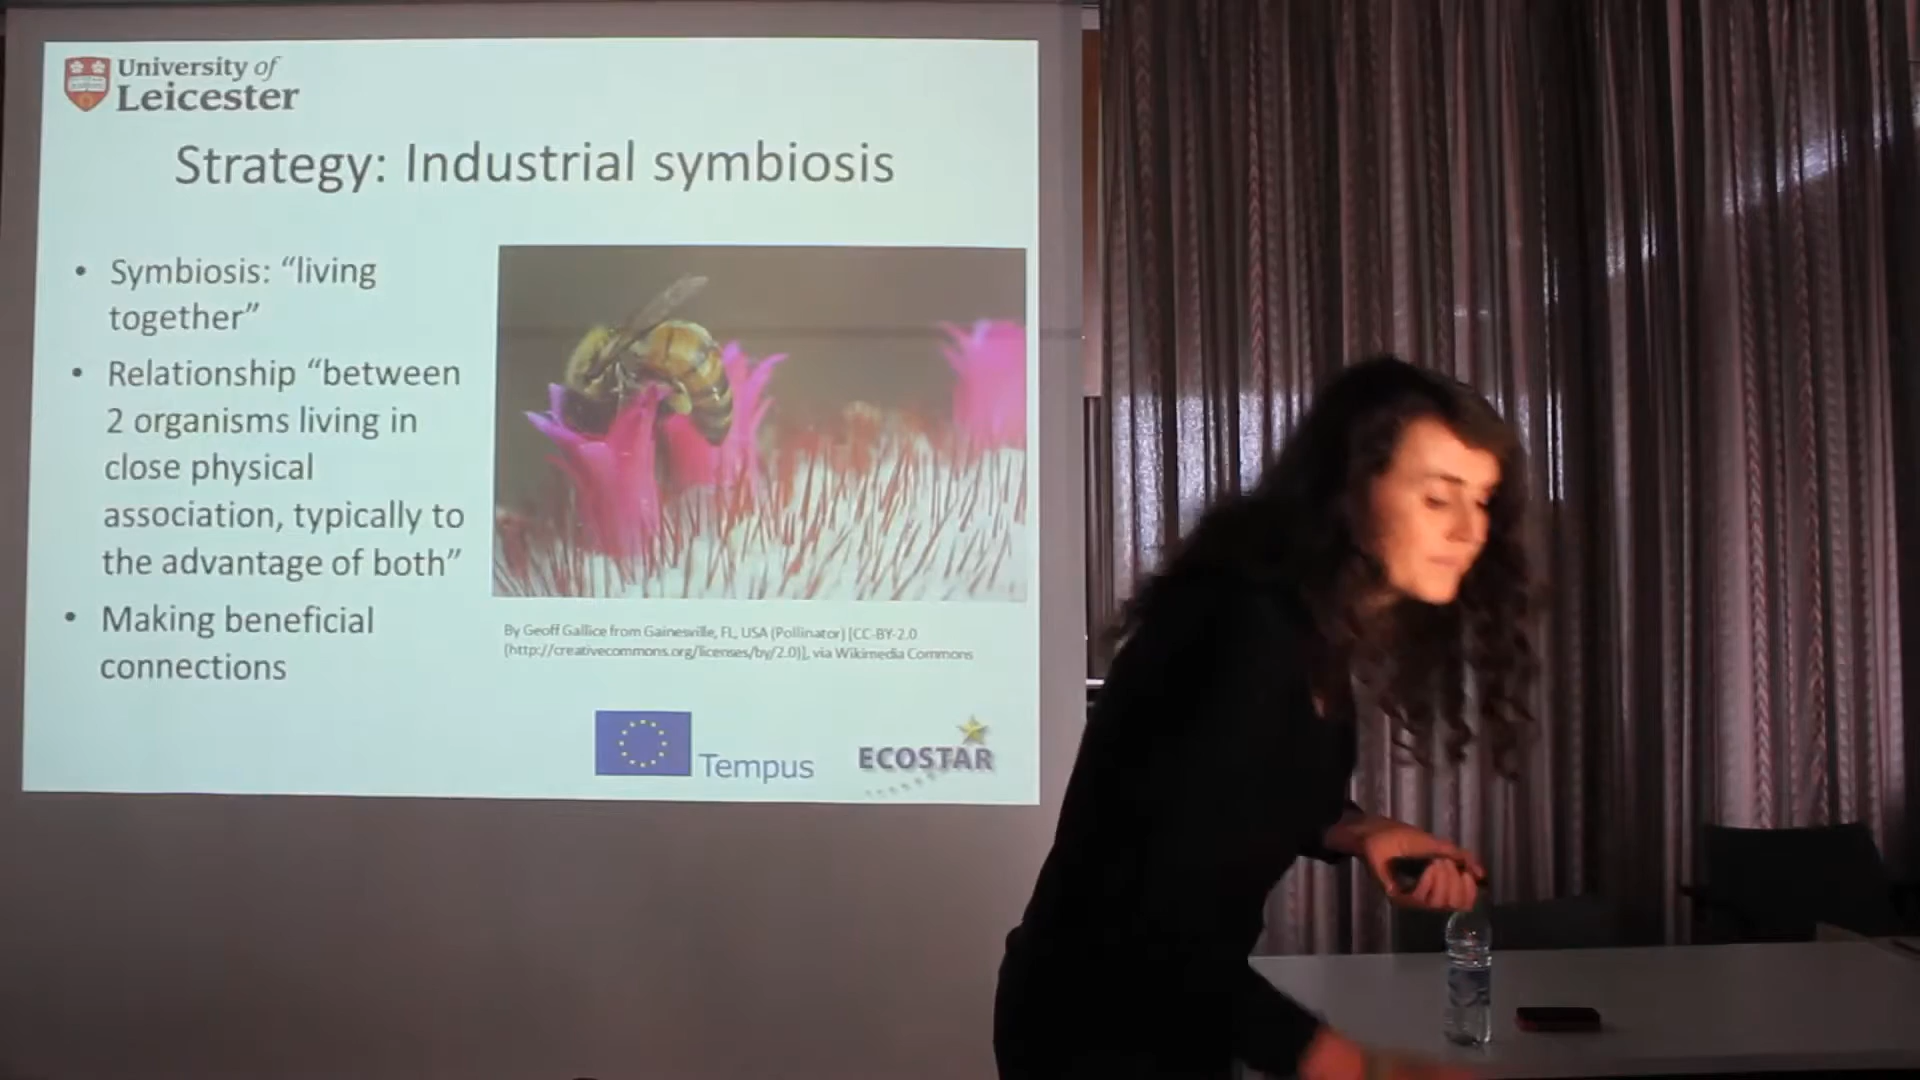 University of
Leicester
Strategy: Industrial symbiosis
• Symbiosis: “living
together”
• Relationship “between
2 organisms living in
close physical
association, typically to
the advantage of both”
• Making beneficial
connections
By Geoff Gallice from Gainesville, FL, USA (Pollinator) [CC-BY-2.0
(http://creativecommons.org/licenses/by/2.0)], via Wikimedia Commons
Tempus
ECOSTAR